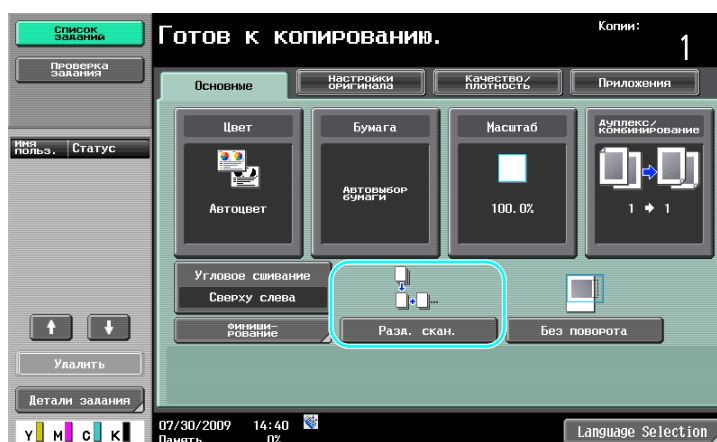 Список
задания
Готов к копированию.
Копии:
1
Проверка
задания
Основные
Настройки
оригинала
Качество/
плотность
Приложения
Имя
польз.
Статус
Цвет
Бумага
Масштаб
Дуплекс/
комбинирование
Автоцвет
Автовыбор
бумаги
100.0%
1 → 1
Угловое сшивание
Сверху слева
Финиши-
рование
Разд. скан.
Без поворота
Удалить
Детали задания
Y M C K
07/30/2009 14:40
Память 0%
Language Selection